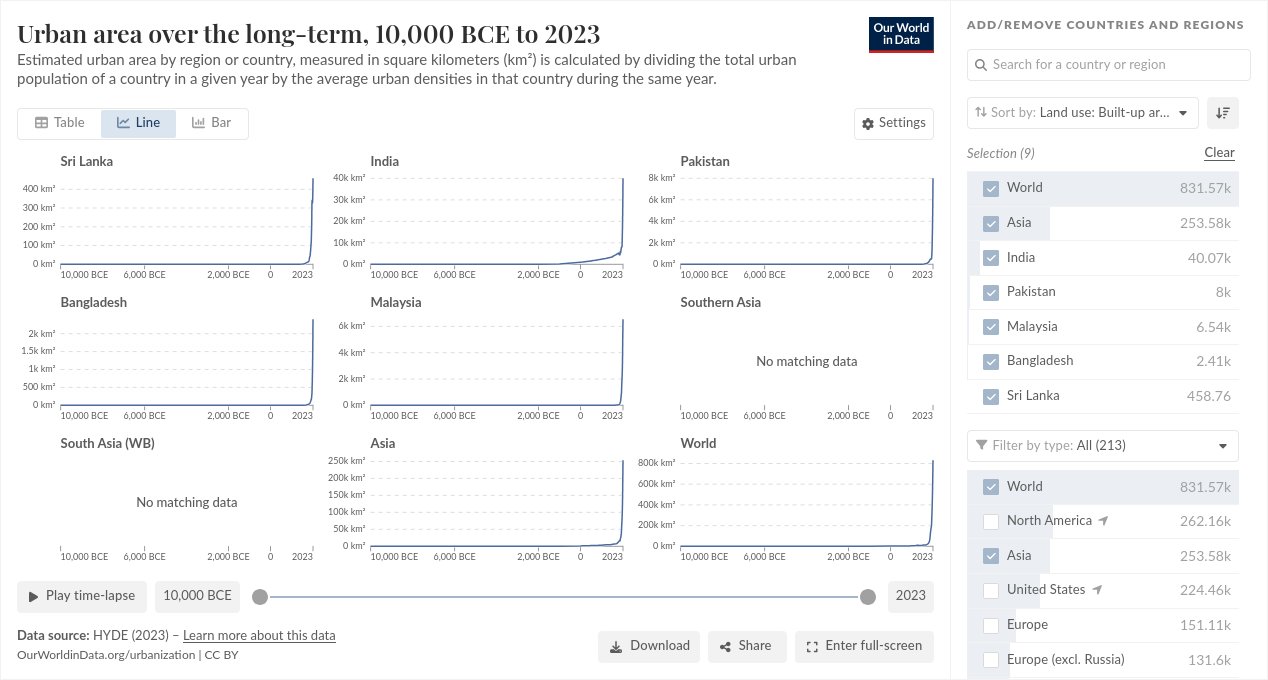 Urban area over the long-term, 10,000 BCE to 2023
Estimated urban area by region or country, measured in square kilometers (km²) is calculated by dividing the total urban
population of a country in a given year by the average urban densities in that country during the same year.
Our World
in Data
Table
Line
Bar
Settings
Sri Lanka
400 km²
300 km²
200 km²
100 km²
0 km²
10,000 BCE
6,000 BCE
2,000 BCE
0
2023
India
40k km²
30k km²
20k km²
10k km²
0 km²
10,000 BCE
6,000 BCE
2,000 BCE
0
2023
Pakistan
8k km²
6k km²
4k km²
2k km²
0 km²
10,000 BCE
6,000 BCE
2,000 BCE
0
2023
Bangladesh
2k km²
1.5k km²
1k km²
500 km²
0 km²
10,000 BCE
6,000 BCE
2,000 BCE
0
2023
Malaysia
6k km²
4k km²
2k km²
0 km²
10,000 BCE
6,000 BCE
2,000 BCE
0
2023
Southern Asia
No matching data
10,000 BCE
6,000 BCE
2,000 BCE
0
2023
South Asia (WB)
No matching data
10,000 BCE
6,000 BCE
2,000 BCE
0
2023
Asia
250k km²
200k km²
150k km²
100k km²
50k km²
0 km²
10,000 BCE
6,000 BCE
2,000 BCE
0
2023
World
800k km²
600k km²
400k km²
200k km²
0 km²
10,000 BCE
6,000 BCE
2,000 BCE
0
2023
Play time-lapse
10,000 BCE
2023
Data source: HYDE (2023) – Learn more about this data
OurWorldinData.org/urbanization | CC BY
Download
Share
Enter full-screen
ADD/REMOVE COUNTRIES AND REGIONS
Search for a country or region
Sort by: Land use: Built-up ar...
Selection (9)
Clear
World 831.57k
Asia 253.58k
India 40.07k
Pakistan 8k
Malaysia 6.54k
Bangladesh 2.41k
Sri Lanka 458.76
Filter by type: All (213)
World 831.57k
North America 262.16k
Asia 253.58k
United States 224.46k
Europe 151.11k
Europe (excl. Russia) 131.6k